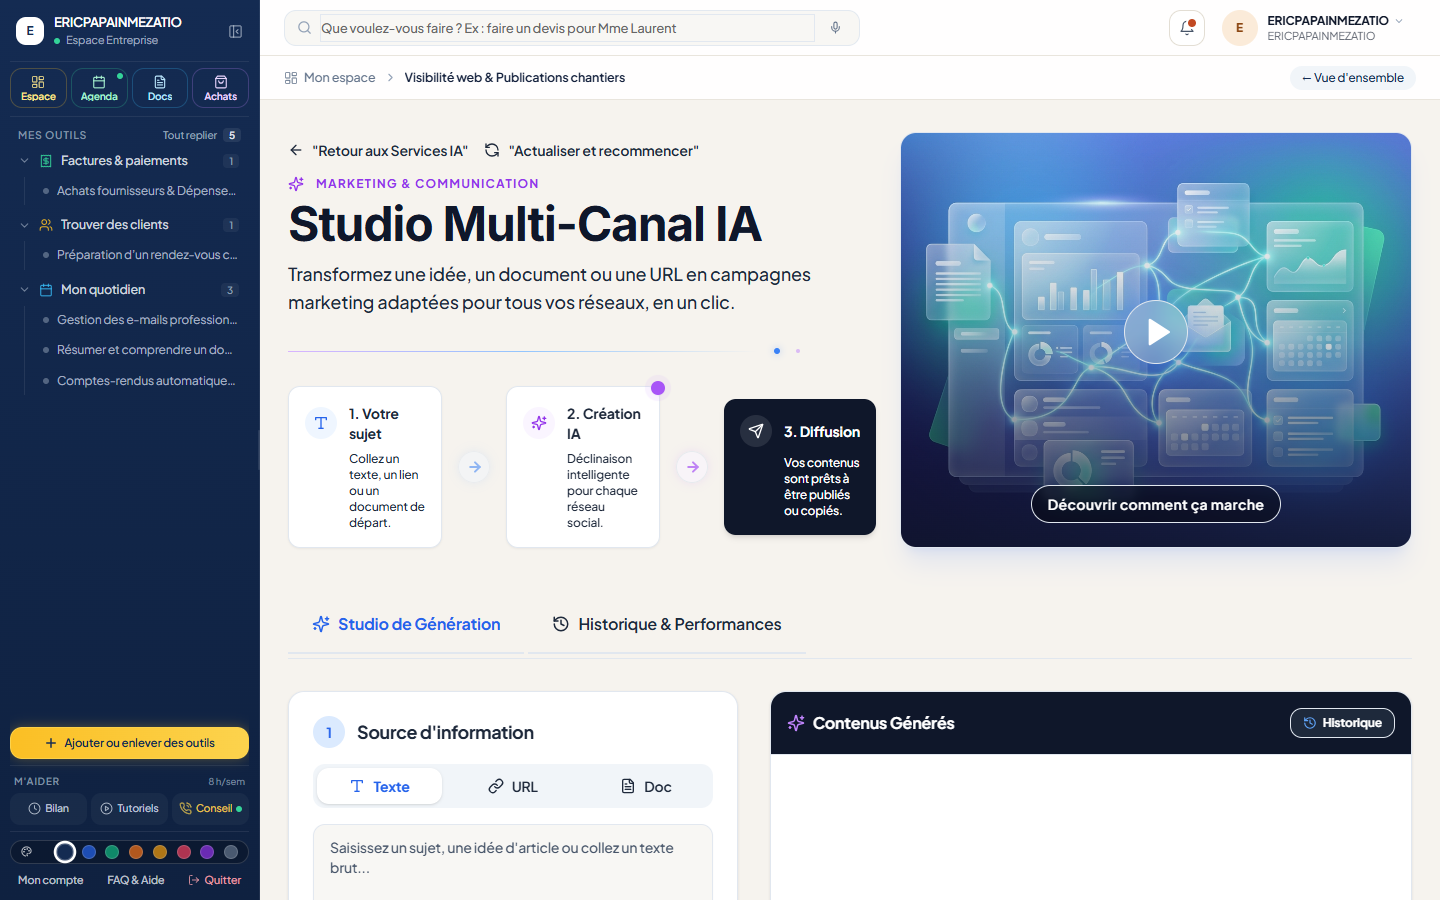 E
ERICPAPAINMEZATIO
Espace Entreprise
Espace
Agenda
Docs
Achats
MES OUTILS
Tout replier 5
Factures & paiements 1
Achats fournisseurs & Dépense...
Trouver des clients 1
Préparation d'un rendez-vous c...
Mon quotidien 3
Gestion des e-mails profession...
Résumer et comprendre un do...
Comptes-rendus automatique...
Ajouter ou enlever des outils
M'AIDER 8 h/sem
Bilan
Tutoriels
Conseil
Mon compte
FAQ & Aide
Quitter
Que voulez-vous faire ? Ex : faire un devis pour Mme Laurent
E
ERICPAPAINMEZATIO
ERICPAPAINMEZATIO
Mon espace
Visibilité web & Publications chantiers
← Vue d'ensemble
"Retour aux Services IA"
"Actualiser et recommencer"
MARKETING & COMMUNICATION
Studio Multi-Canal IA
Transformez une idée, un document ou une URL en campagnes
marketing adaptées pour tous vos réseaux, en un clic.
1. Votre
sujet
Collez un
texte, un lien
ou un
document de
départ.
2. Création
IA
Déclinaison
intelligente
pour chaque
réseau
social.
3. Diffusion
Vos contenus
sont prêts à
être publiés
ou copiés.
Découvrir comment ça marche
Studio de Génération
Historique & Performances
1
Source d'information
Texte
URL
Doc
Saisissez un sujet, une idée d'article ou collez un texte
brut...
Contenus Générés
Historique